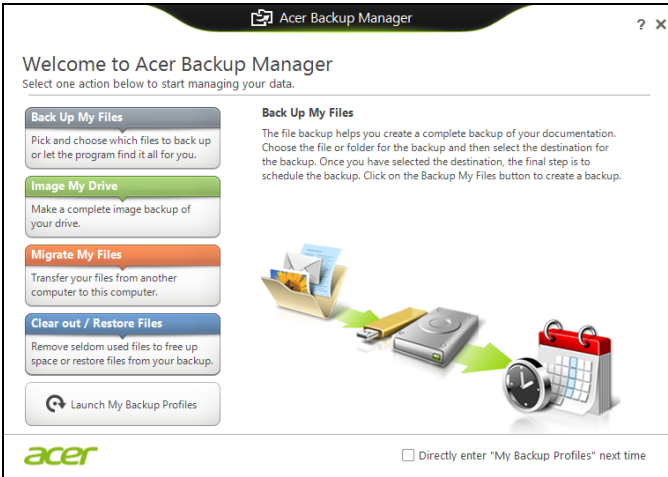 Acer Backup Manager
? X
Welcome to Acer Backup Manager
Select one action below to start managing your data.
Back Up My Files
Pick and choose which files to back up
or let the program find it all for you.
Image My Drive
Make a complete image backup of
your drive.
Migrate My Files
Transfer your files from another
computer to this computer.
Clear out / Restore Files
Remove seldom used files to free up
space or restore files from your backup.
Launch My Backup Profiles
Back Up My Files
The file backup helps you create a complete backup of your documentation.
Choose the file or folder for the backup and then select the destination for
the backup. Once you have selected the destination, the final step is to
schedule the backup. Click on the Backup My Files button to create a backup.
acer
Directly enter "My Backup Profiles" next time